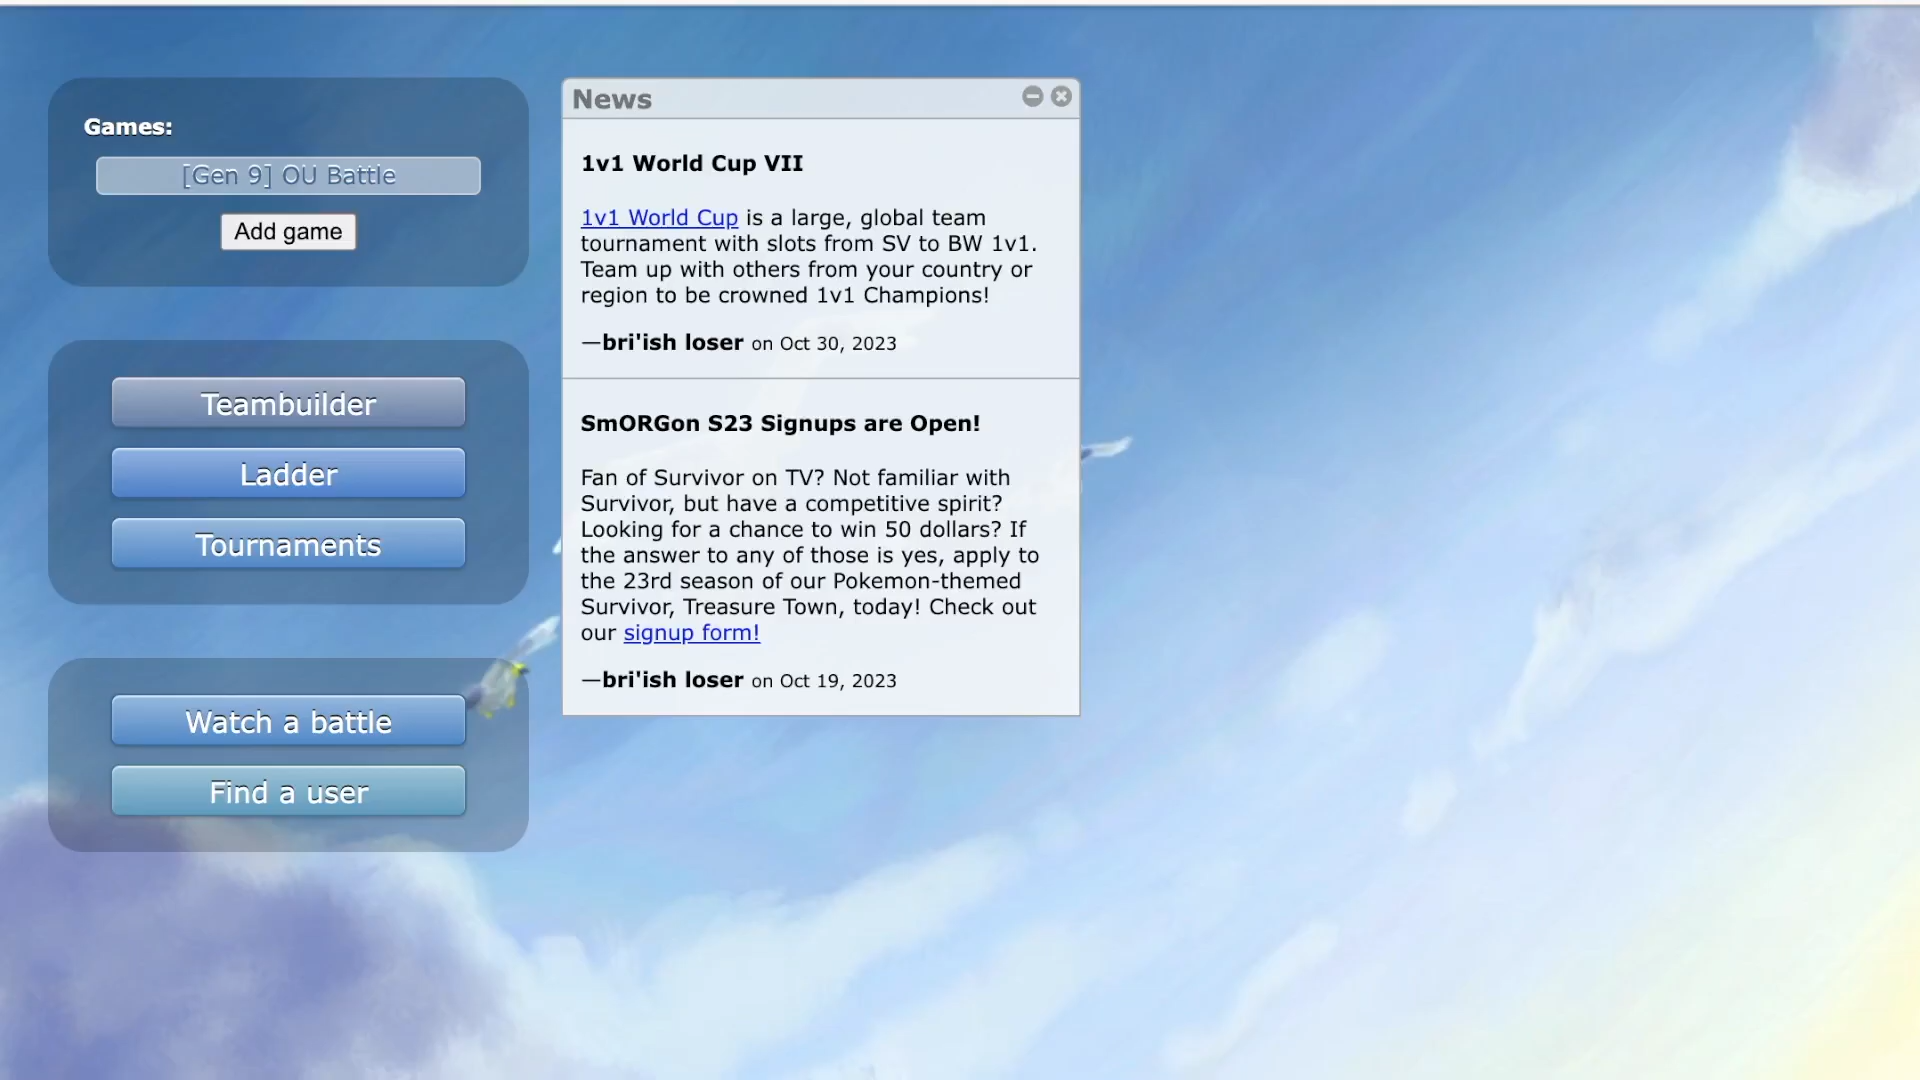 Games:
[Gen 9] OU Battle
Add game
Teambuilder
Ladder
Tournaments
Watch a battle
Find a user
News
1v1 World Cup VII
1v1 World Cup is a large, global team
tournament with slots from SV to BW 1v1.
Team up with others from your country or
region to be crowned 1v1 Champions!
—bri'ish loser on Oct 30, 2023
SmORGon S23 Signups are Open!
Fan of Survivor on TV? Not familiar with
Survivor, but have a competitive spirit?
Looking for a chance to win 50 dollars? If
the answer to any of those is yes, apply to
the 23rd season of our Pokemon-themed
Survivor, Treasure Town, today! Check out
our signup form!
—bri'ish loser on Oct 19, 2023